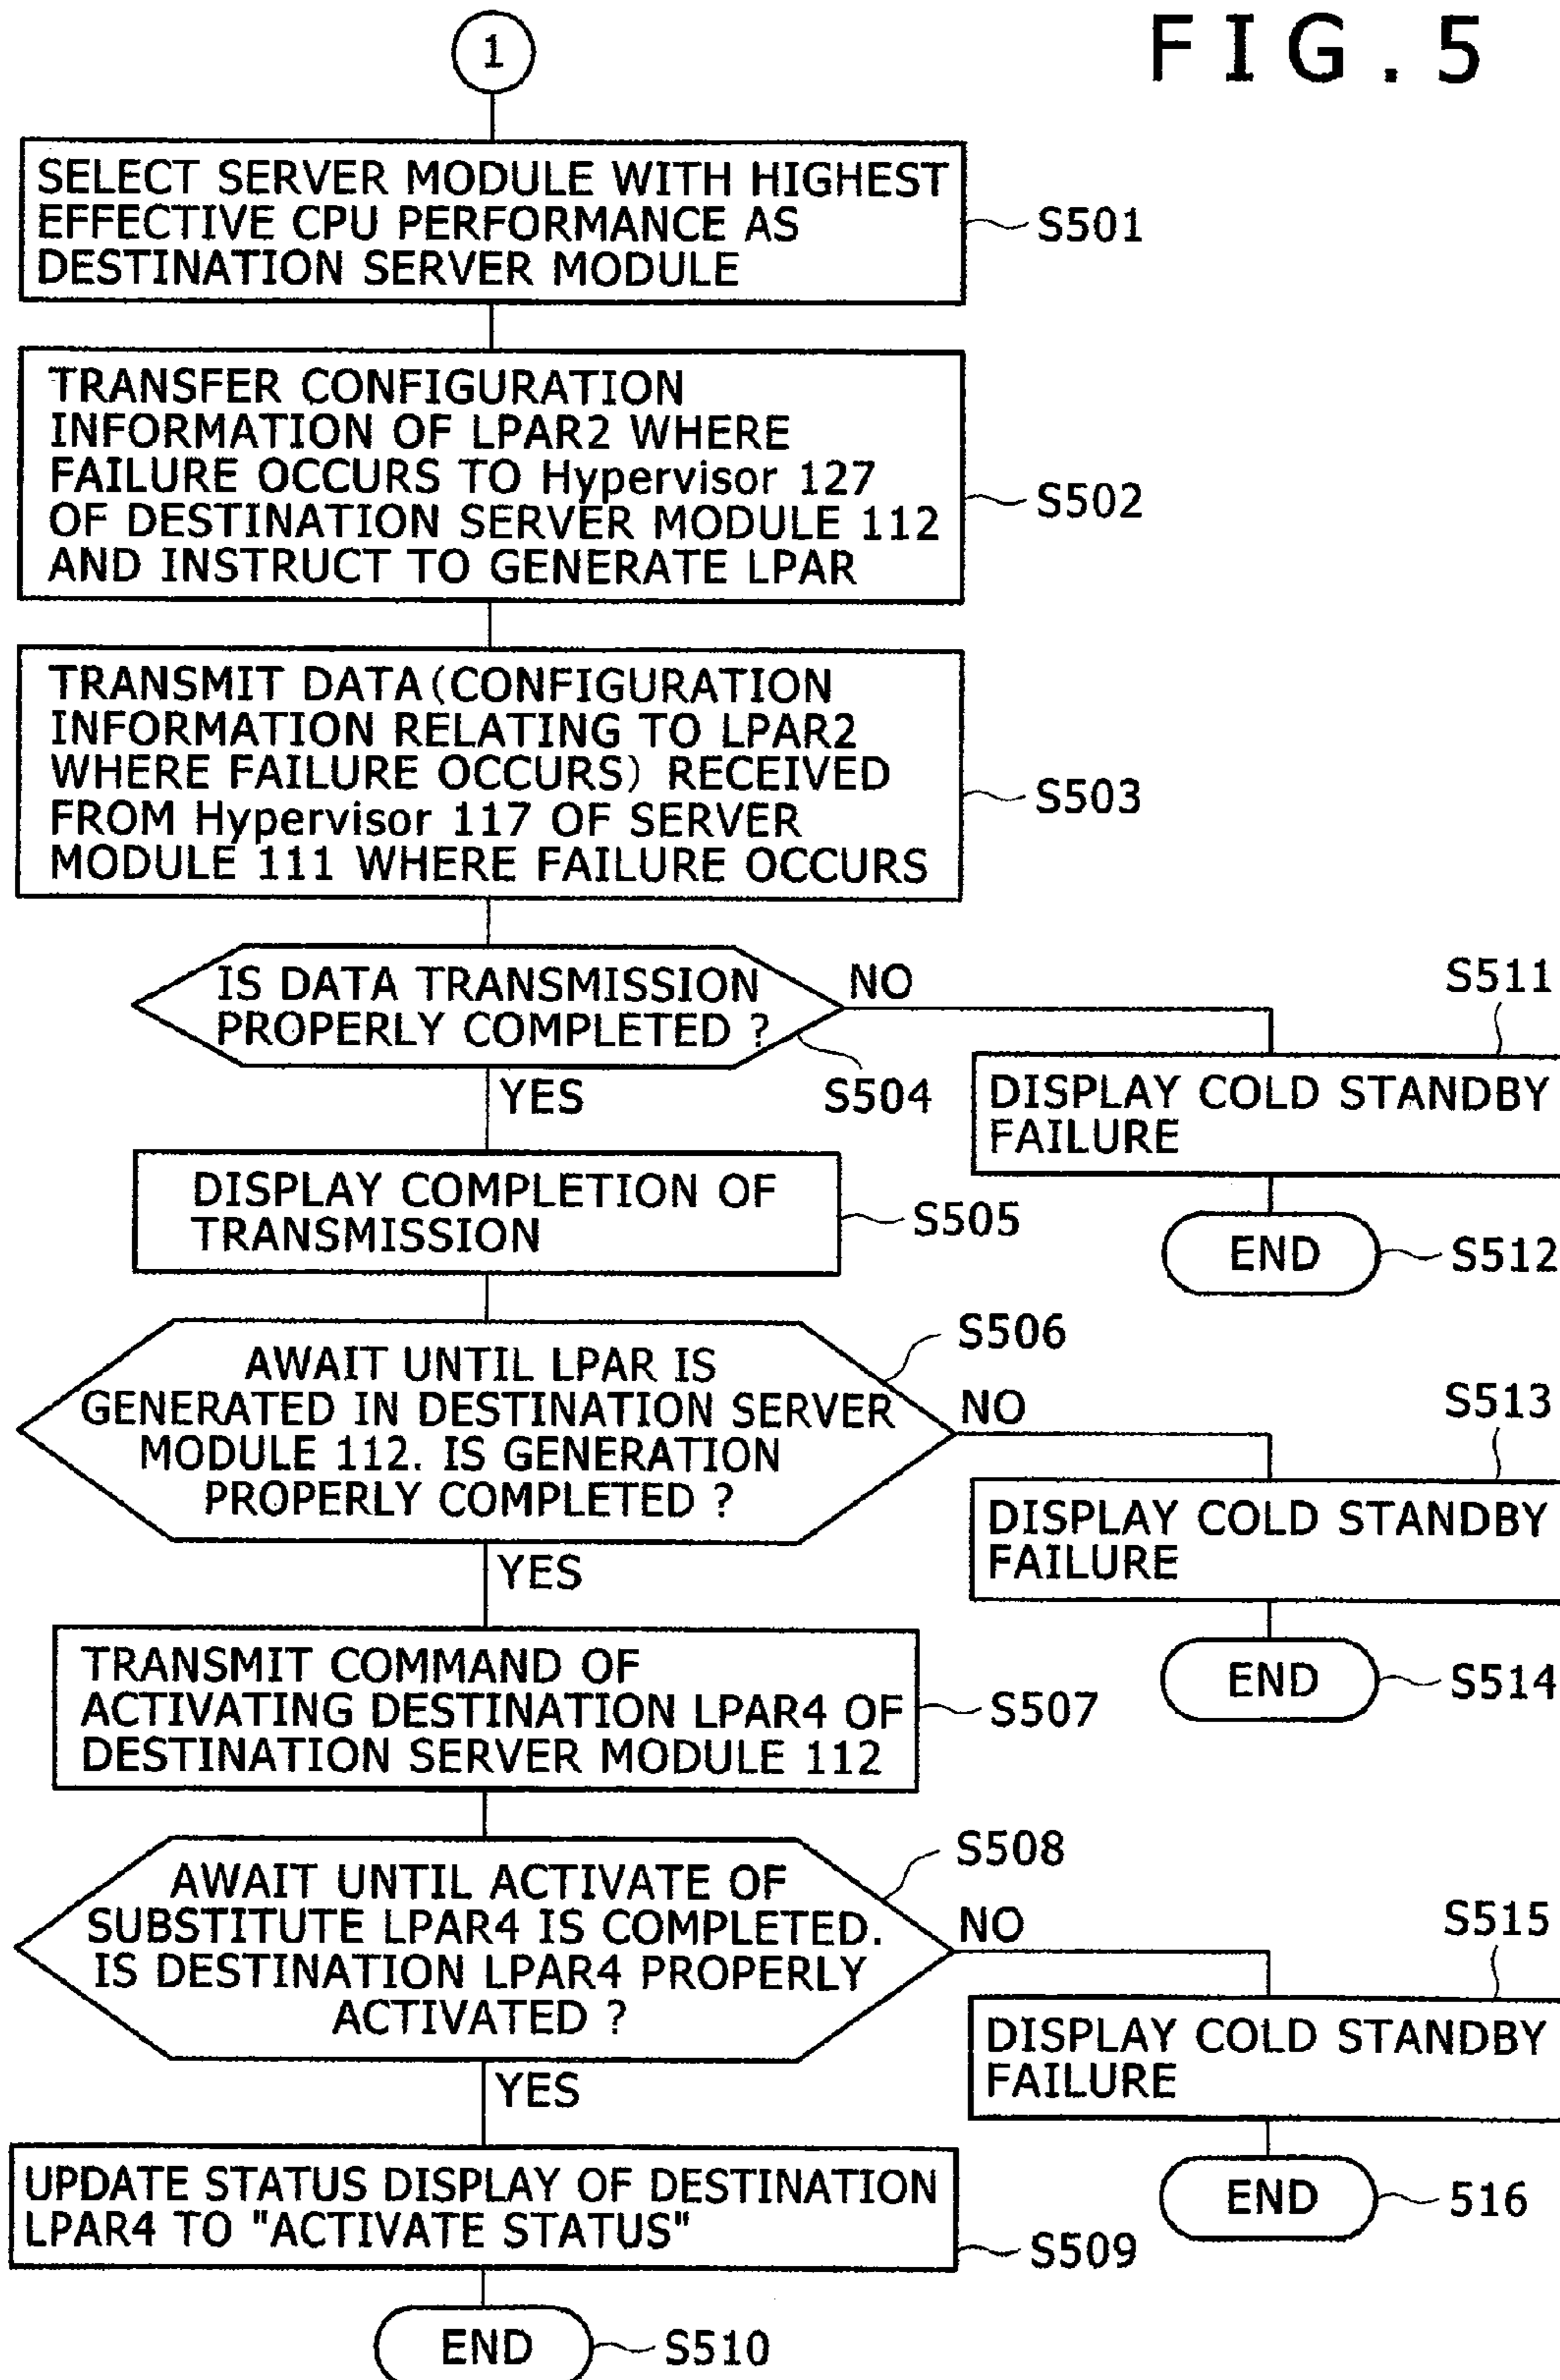 FIG.5
1
SELECT SERVER MODULE WITH HIGHEST
EFFECTIVE CPU PERFORMANCE AS
DESTINATION SERVER MODULE
S501
TRANSFER CONFIGURATION
INFORMATION OF LPAR2 WHERE
FAILURE OCCURS TO Hypervisor 127
OF DESTINATION SERVER MODULE 112
AND INSTRUCT TO GENERATE LPAR
S502
TRANSMIT DATA (CONFIGURATION
INFORMATION RELATING TO LPAR2
WHERE FAILURE OCCURS) RECEIVED
FROM Hypervisor 117 OF SERVER
MODULE 111 WHERE FAILURE OCCURS
S503
IS DATA TRANSMISSION
PROPERLY COMPLETED ?
S504
NO
S511
DISPLAY COLD STANDBY
FAILURE
END
S512
YES
DISPLAY COMPLETION OF
TRANSMISSION
S505
AWAIT UNTIL LPAR IS
GENERATED IN DESTINATION SERVER
MODULE 112. IS GENERATION
PROPERLY COMPLETED ?
S506
NO
S513
DISPLAY COLD STANDBY
FAILURE
END
S514
YES
TRANSMIT COMMAND OF
ACTIVATING DESTINATION LPAR4 OF
DESTINATION SERVER MODULE 112
S507
AWAIT UNTIL ACTIVATE OF
SUBSTITUTE LPAR4 IS COMPLETED.
IS DESTINATION LPAR4 PROPERLY
ACTIVATED ?
S508
NO
S515
DISPLAY COLD STANDBY
FAILURE
END
516
YES
UPDATE STATUS DISPLAY OF DESTINATION
LPAR4 TO "ACTIVATE STATUS"
S509
END
S510